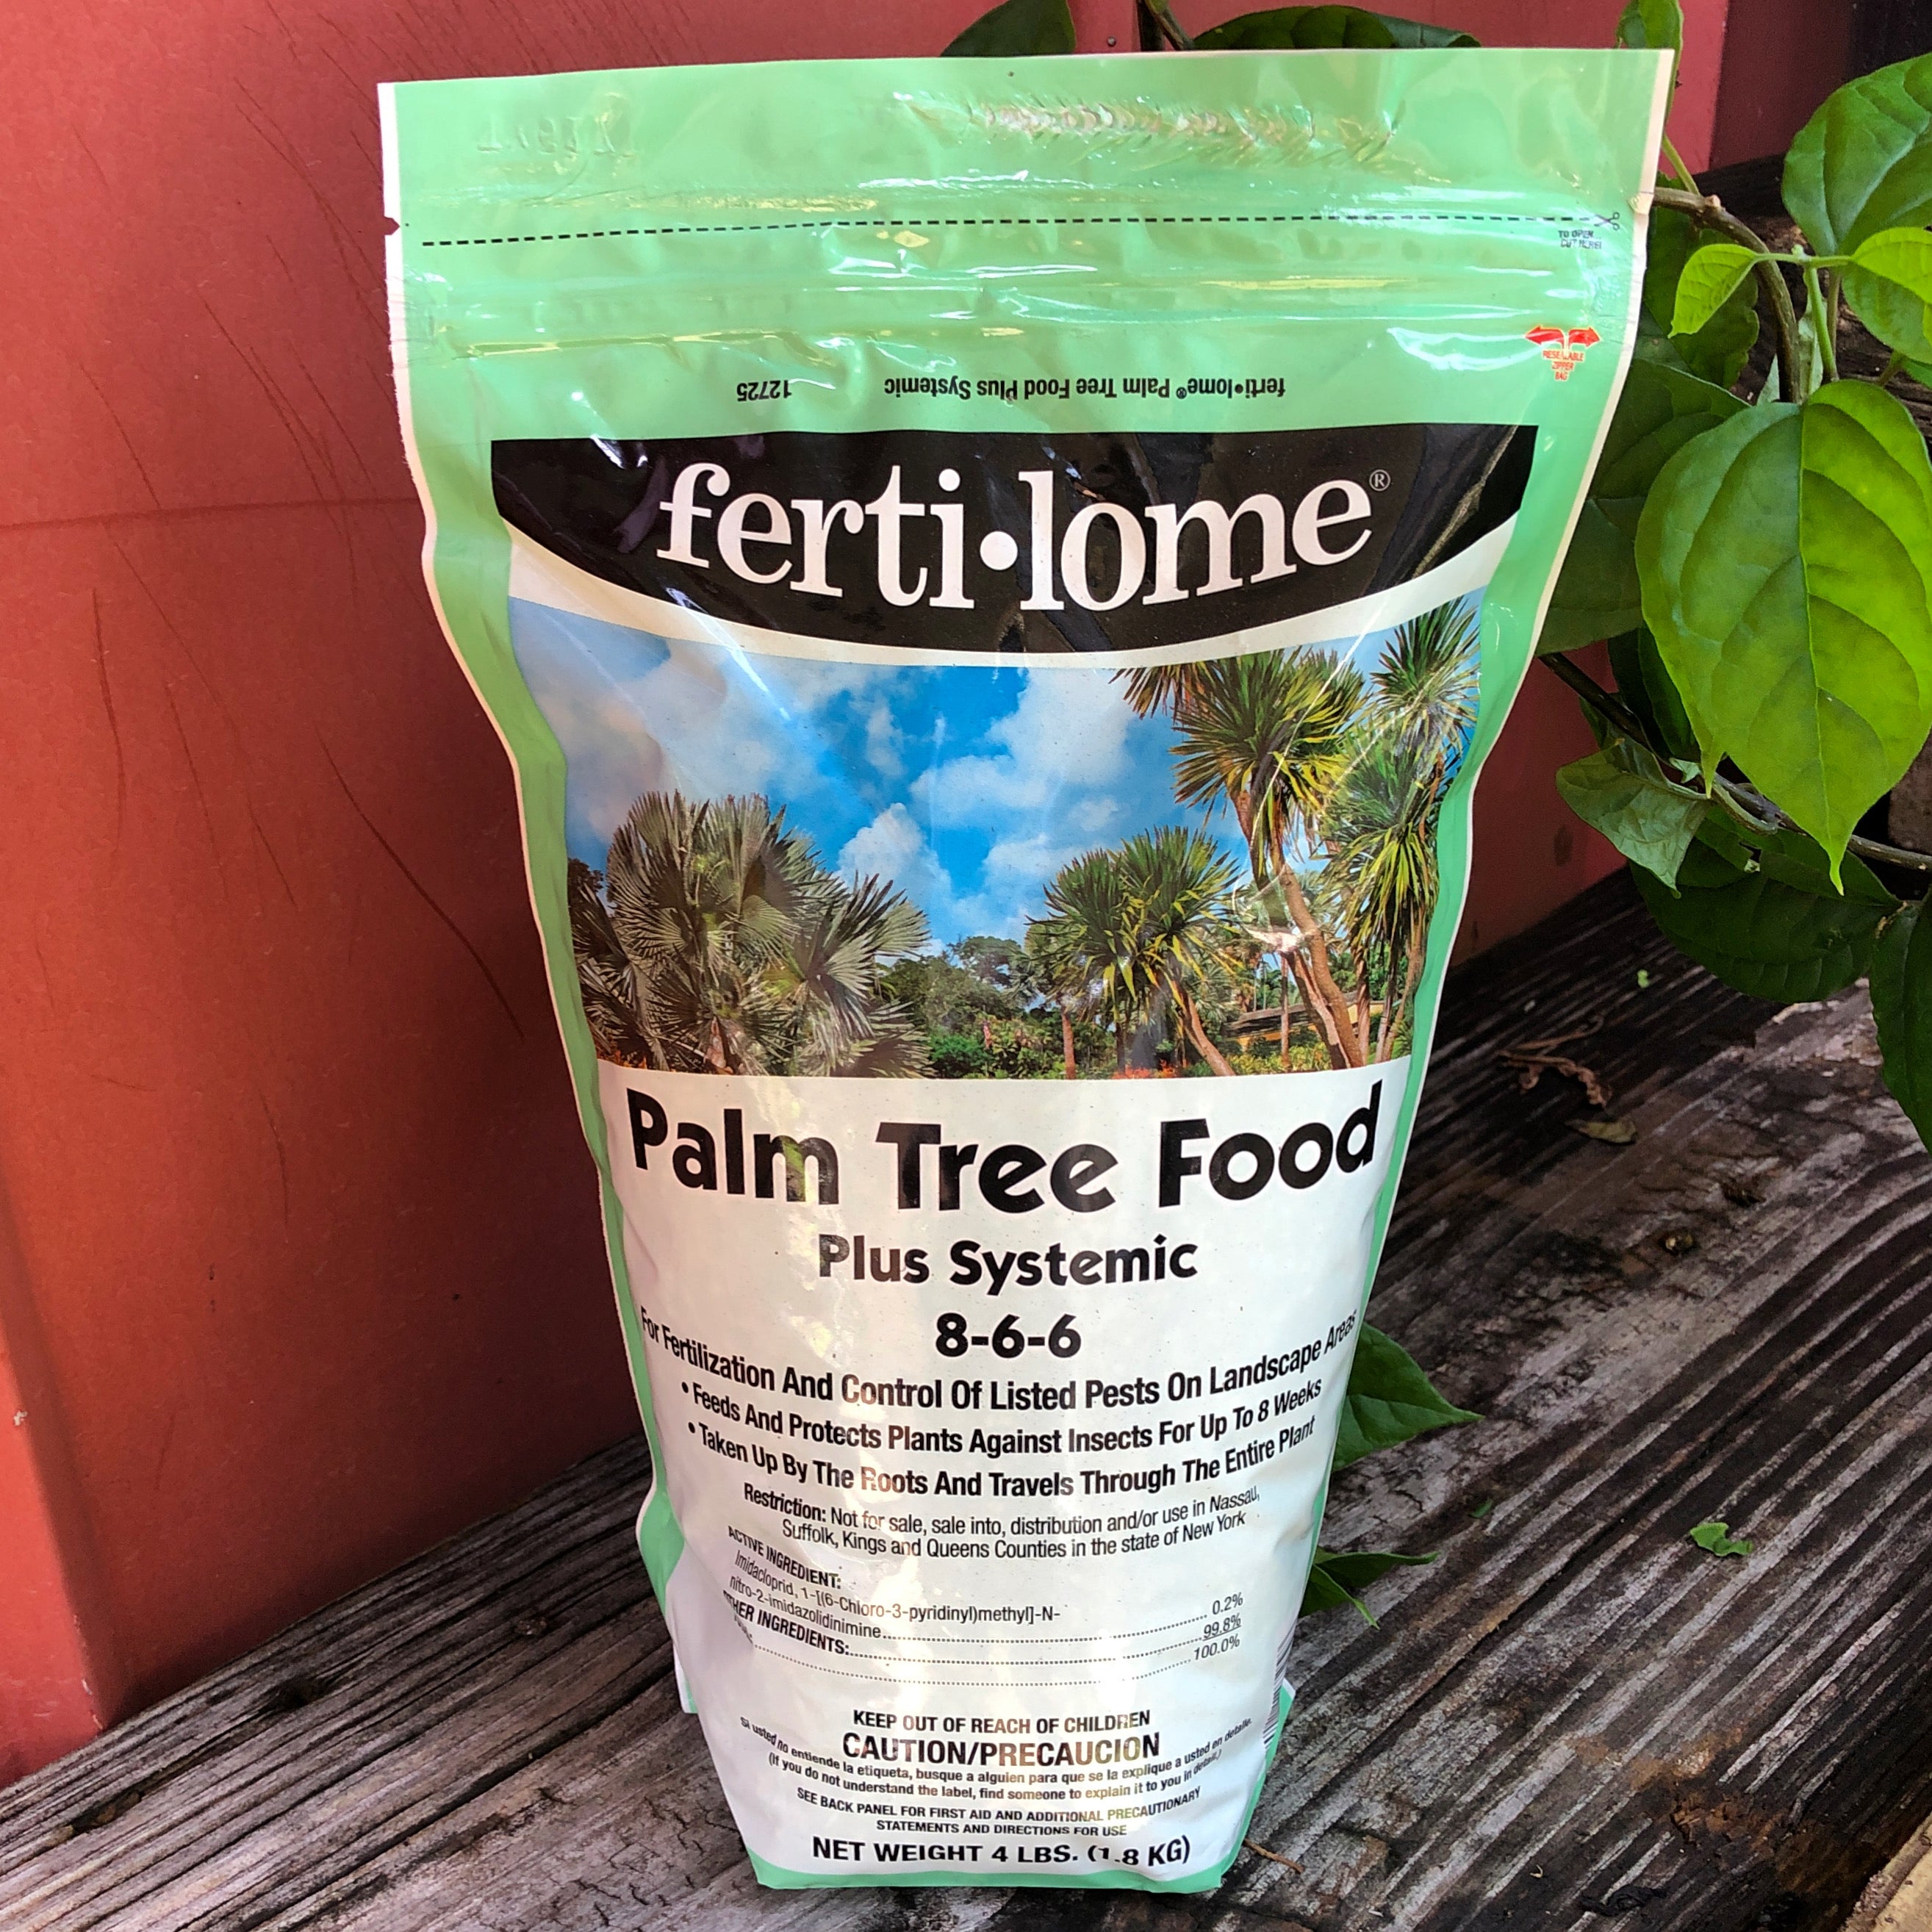 TO OPEN
CUT HERE!
RESEALABLE
ZIPPER
BAG
ferti•lome® Palm Tree Food Plus Systemic 12725
ferti•lome®
Palm Tree Food
Plus Systemic
8-6-6
For Fertilization And Control Of Listed Pests On Landscape Areas
• Feeds And Protects Plants Against Insects For Up To 8 Weeks
• Taken Up By The Roots And Travels Through The Entire Plant
Restriction: Not for sale, sale into, distribution and/or use in Nassau,
Suffolk, Kings and Queens Counties in the state of New York
ACTIVE INGREDIENT:
Imidacloprid, 1-[(6-Chloro-3-pyridinyl)methyl]-N-
nitro-2-imidazolidinimine 0.2%
OTHER INGREDIENTS: 99.8%
100.0%
KEEP OUT OF REACH OF CHILDREN
CAUTION/PRECAUCION
Si usted no entiende la etiqueta, busque a alguien para que se la explique a usted en detalle.
(If you do not understand the label, find someone to explain it to you in detail.)
SEE BACK PANEL FOR FIRST AID AND ADDITIONAL PRECAUTIONARY
STATEMENTS AND DIRECTIONS FOR USE
NET WEIGHT 4 LBS. (1.8 KG)